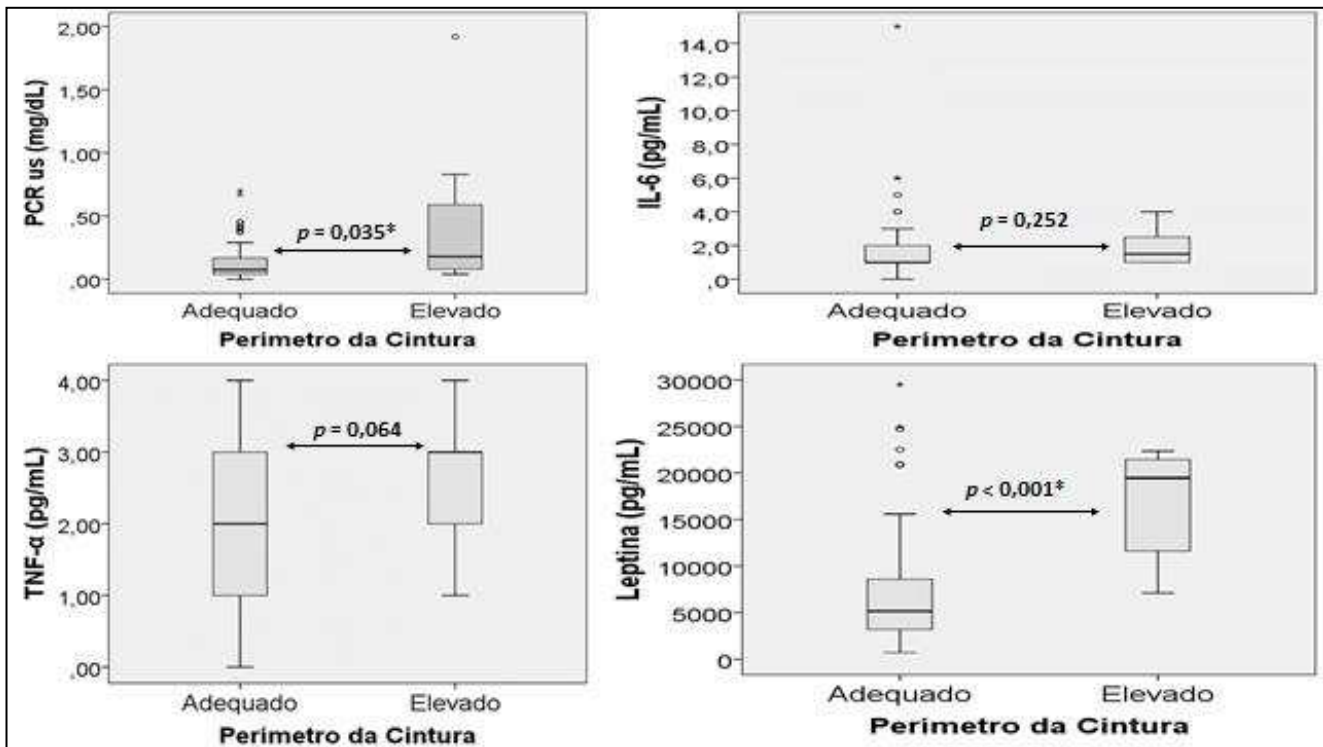 PCR us (mg/dL)
2,00
1,50
1,00
,50
,00
p = 0,035*
Adequado Elevado
Perimetro da Cintura
IL-6 (pg/mL)
14,0
12,0
10,0
8,0
6,0
4,0
2,0
,0
p = 0,252
Adequado Elevado
Perimetro da Cintura
TNF-α (pg/mL)
4,00
3,00
2,00
1,00
,00
p = 0,064
Adequado Elevado
Perimetro da Cintura
Leptina (pg/mL)
30000
25000
20000
15000
10000
5000
0
p < 0,001*
Adequado Elevado
Perimetro da Cintura